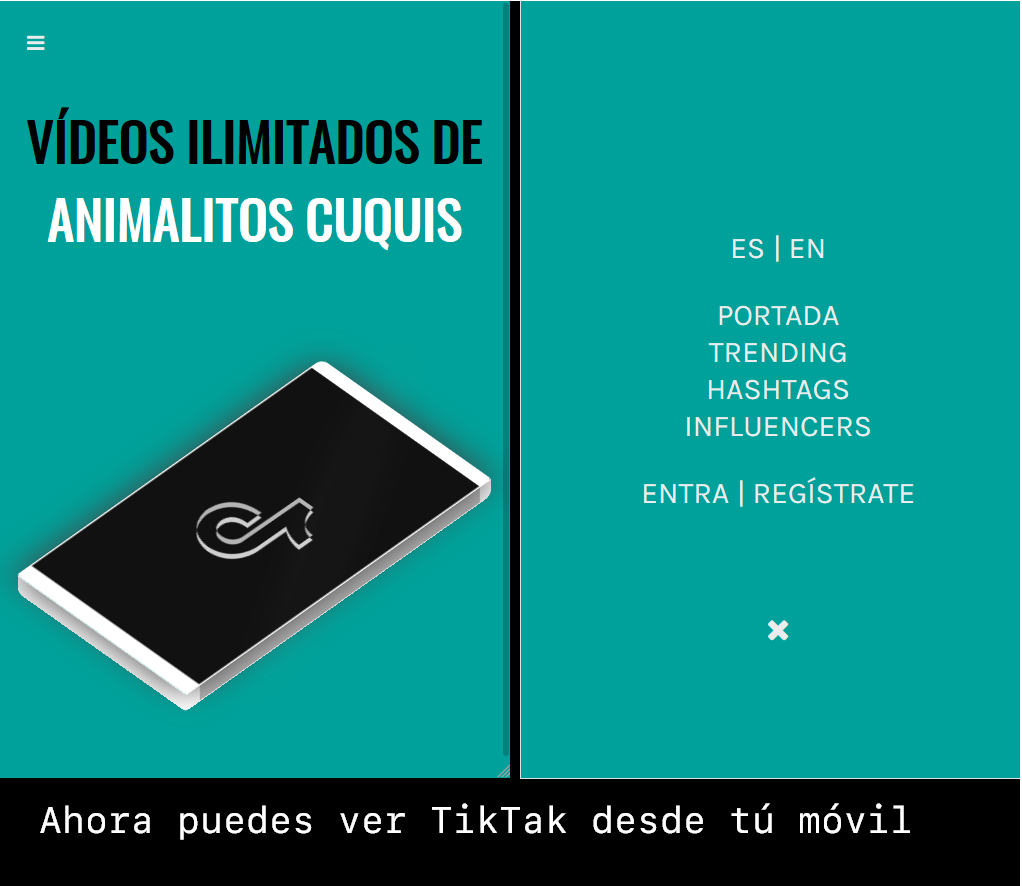 VÍDEOS ILIMITADOS DE
ANIMALITOS CUQUIS
ES | EN
PORTADA
TRENDING
HASHTAGS
INFLUENCERS
ENTRA | REGÍSTRATE
Ahora puedes ver TikTak desde tú móvil